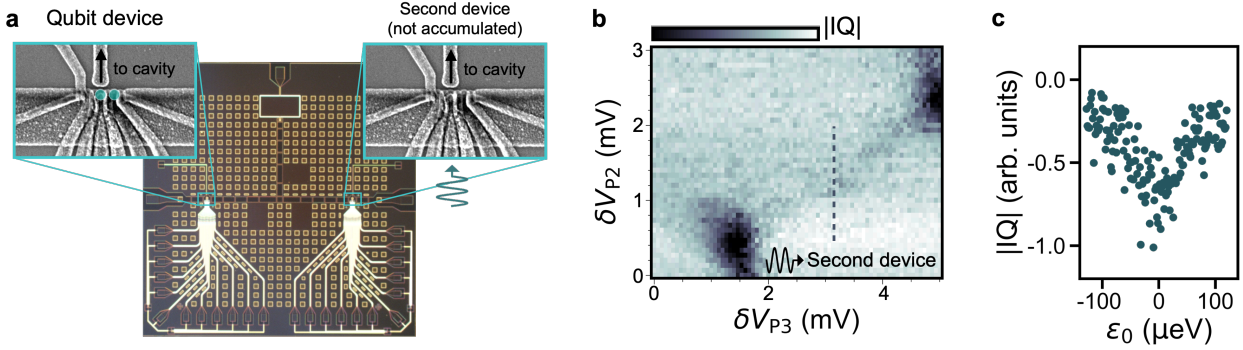 a
Qubit device
Second device
(not accumulated)
to cavity
to cavity
b
|IQ|
3
2
1
0
δV_P2 (mV)
Second device
0
2
4
δV_P3 (mV)
c
0.0
-0.5
-1.0
|IQ| (arb. units)
-100
0
100
ε₀ (µeV)